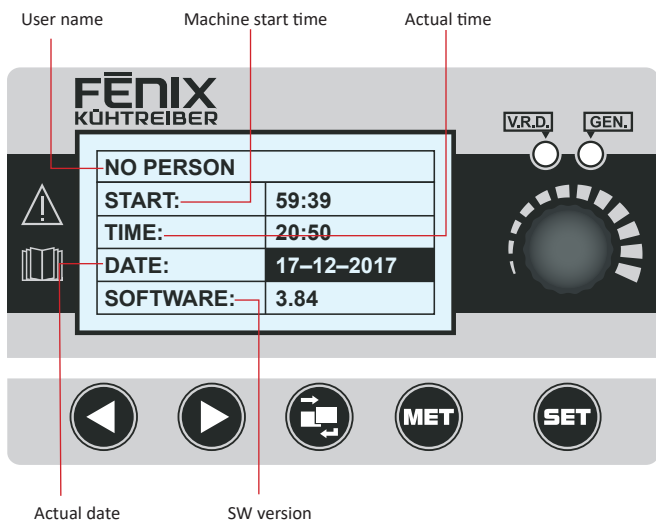 User name Machine start time Actual time
FĒNIX
KÜHTREIBER
V.R.D. GEN.
NO PERSON
START: 59:39
TIME: 20:50
DATE: 17–12–2017
SOFTWARE: 3.84
MET SET
Actual date SW version